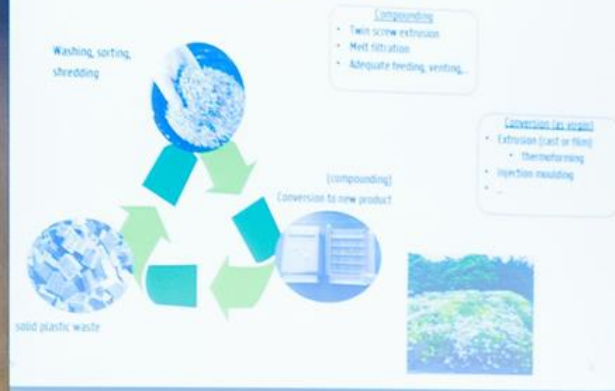 Compounding
• Twin screw extrusion
• Melt filtration
• Adequate feeding, venting,...
Washing, sorting,
shredding
Conversion (as virgin)
• Extrusion (cast or film)
• thermoforming
• Injection moulding
• ...
(compounding)
Conversion to new product
solid plastic waste